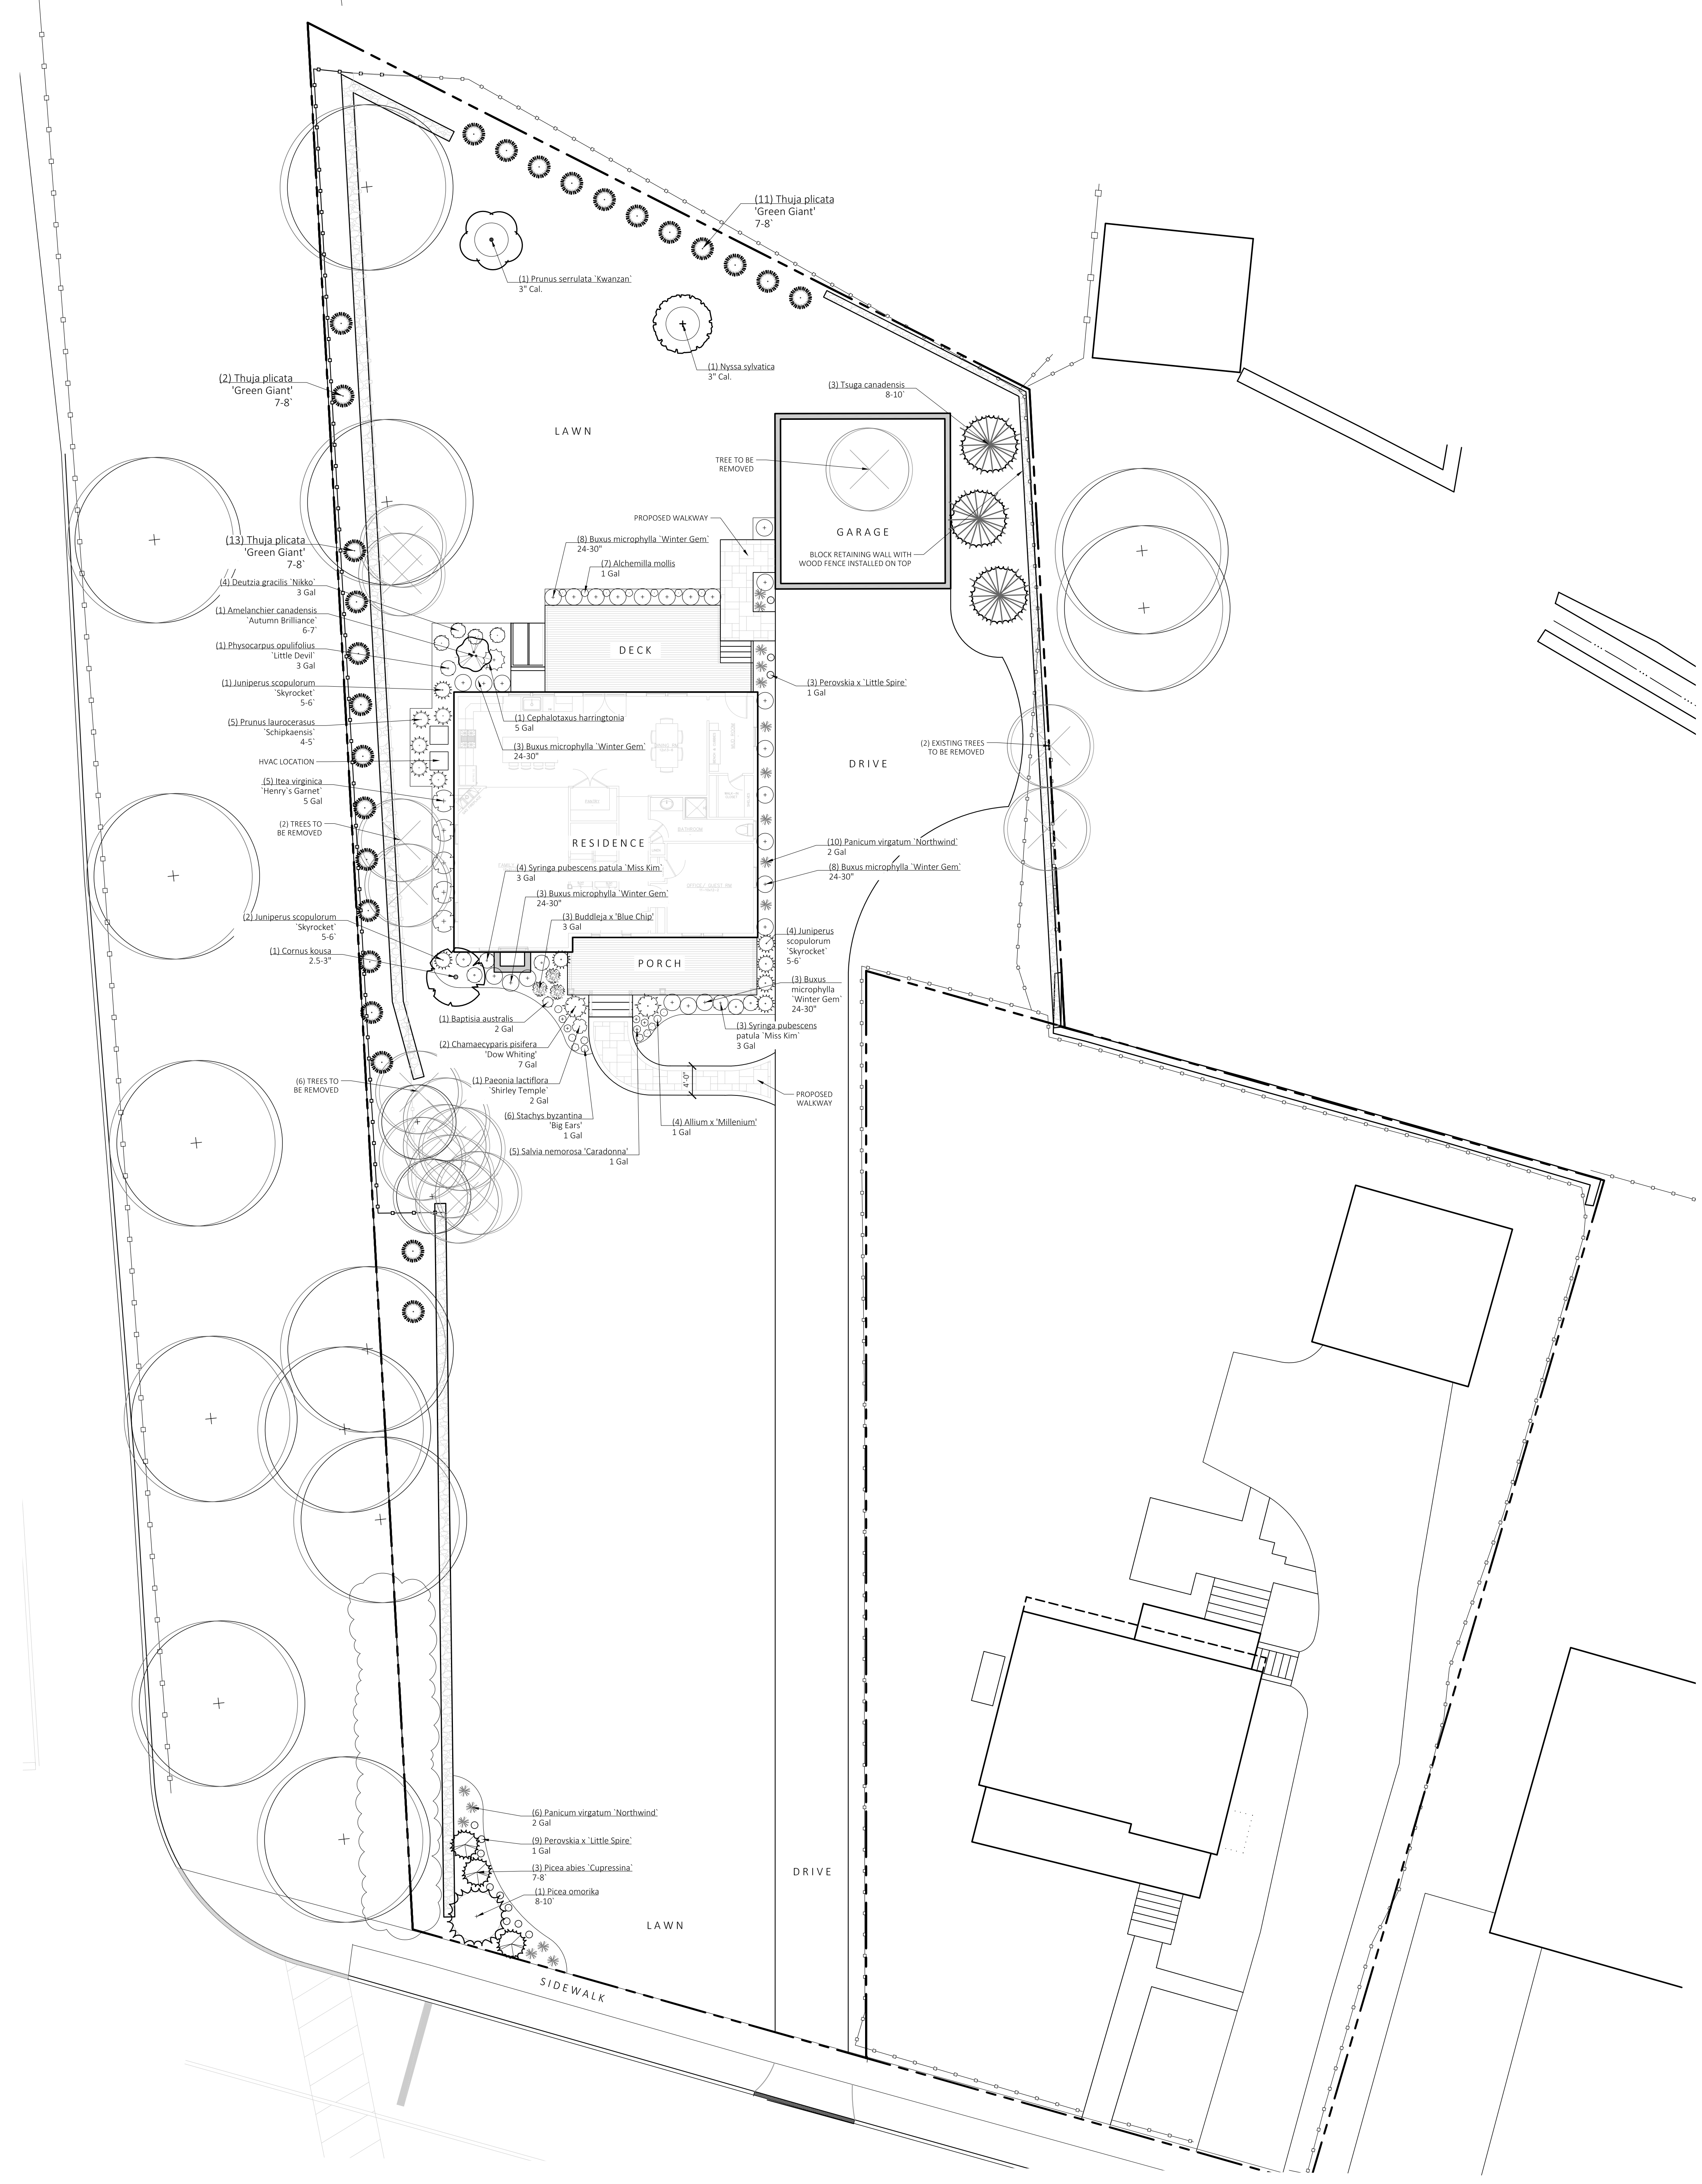 (11) Thuja plicata
'Green Giant'
7-8`
(1) Prunus serrulata `Kwanzan`
3" Cal.
(1) Nyssa sylvatica
3" Cal.
(2) Thuja plicata
'Green Giant'
7-8`
(3) Tsuga canadensis
8-10`
LAWN
TREE TO BE
REMOVED
PROPOSED WALKWAY
GARAGE
BLOCK RETAINING WALL WITH
WOOD FENCE INSTALLED ON TOP
(13) Thuja plicata
'Green Giant'
7-8`
(8) Buxus microphylla `Winter Gem`
24-30"
(7) Alchemilla mollis
1 Gal
(4) Deutzia gracilis `Nikko`
3 Gal
(1) Amelanchier canadensis
`Autumn Brilliance`
6-7`
(1) Physocarpus opulifolius
`Little Devil`
3 Gal
DECK
(1) Juniperus scopulorum
`Skyrocket`
5-6`
(3) Perovskia x `Little Spire`
1 Gal
(5) Prunus laurocerasus
`Schipkaensis`
4-5`
(1) Cephalotaxus harringtonia
5 Gal
(3) Buxus microphylla `Winter Gem`
24-30"
HVAC LOCATION
(2) EXISTING TREES
TO BE REMOVED
DRIVE
(5) Itea virginica
`Henry`s Garnet`
5 Gal
(2) TREES TO
BE REMOVED
BATHROOM
RESIDENCE
(10) Panicum virgatum `Northwind`
2 Gal
(4) Syringa pubescens patula `Miss Kim`
3 Gal
(8) Buxus microphylla `Winter Gem`
24-30"
(3) Buxus microphylla `Winter Gem`
24-30"
(2) Juniperus scopulorum
`Skyrocket`
5-6`
(3) Buddleja x 'Blue Chip'
3 Gal
(1) Cornus kousa
2.5-3"
(4) Juniperus
scopulorum
`Skyrocket`
5-6`
PORCH
(3) Buxus
microphylla
`Winter Gem`
24-30"
(1) Baptisia australis
2 Gal
(3) Syringa pubescens
patula `Miss Kim`
3 Gal
(2) Chamaecyparis pisifera
'Dow Whiting'
7 Gal
(6) TREES TO
BE REMOVED
(1) Paeonia lactiflora
`Shirley Temple`
2 Gal
4'-0"
PROPOSED
WALKWAY
(6) Stachys byzantina
'Big Ears'
1 Gal
(4) Allium x 'Millenium'
1 Gal
(5) Salvia nemorosa 'Caradonna'
1 Gal
(6) Panicum virgatum `Northwind`
2 Gal
(9) Perovskia x `Little Spire`
1 Gal
(3) Picea abies `Cupressina`
7-8`
(1) Picea omorika
8-10`
DRIVE
LAWN
SIDEWALK